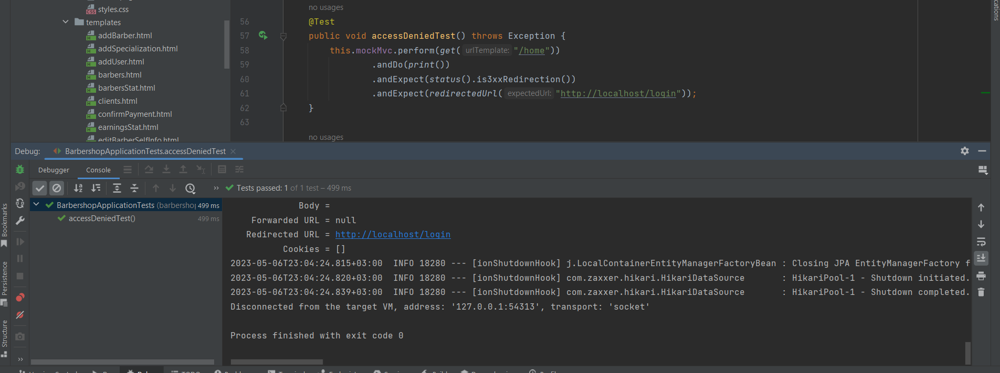 styles.css
templates
addBarber.html
addSpecialization.html
addUser.html
barbers.html
barbersStat.html
clients.html
confirmPayment.html
earningsStat.html
editBarberSelfInfo.html
no usages
56 @Test
57 public void accessDeniedTest() throws Exception {
58 this.mockMvc.perform(get( urlTemplate: "/home"))
59 .andDo(print())
60 .andExpect(status().is3xxRedirection())
61 .andExpect(redirectedUrl( expectedUrl: "http://localhost/login"));
62 }
63
no usages
cations
Debug: BarbershopApplicationTests.accessDeniedTest
Debugger Console
Tests passed: 1 of 1 test – 499 ms
BarbershopApplicationTests (barbershop 499 ms
accessDeniedTest() 499 ms
Body =
Forwarded URL = null
Redirected URL = http://localhost/login
Cookies = []
2023-05-06T23:04:24.815+03:00 INFO 18280 --- [ionShutdownHook] j.LocalContainerEntityManagerFactoryBean : Closing JPA EntityManagerFactory f
2023-05-06T23:04:24.820+03:00 INFO 18280 --- [ionShutdownHook] com.zaxxer.hikari.HikariDataSource : HikariPool-1 - Shutdown initiated.
2023-05-06T23:04:24.839+03:00 INFO 18280 --- [ionShutdownHook] com.zaxxer.hikari.HikariDataSource : HikariPool-1 - Shutdown completed.
Disconnected from the target VM, address: '127.0.0.1:54313', transport: 'socket'
Process finished with exit code 0
Bookmarks
Persistence
Structure